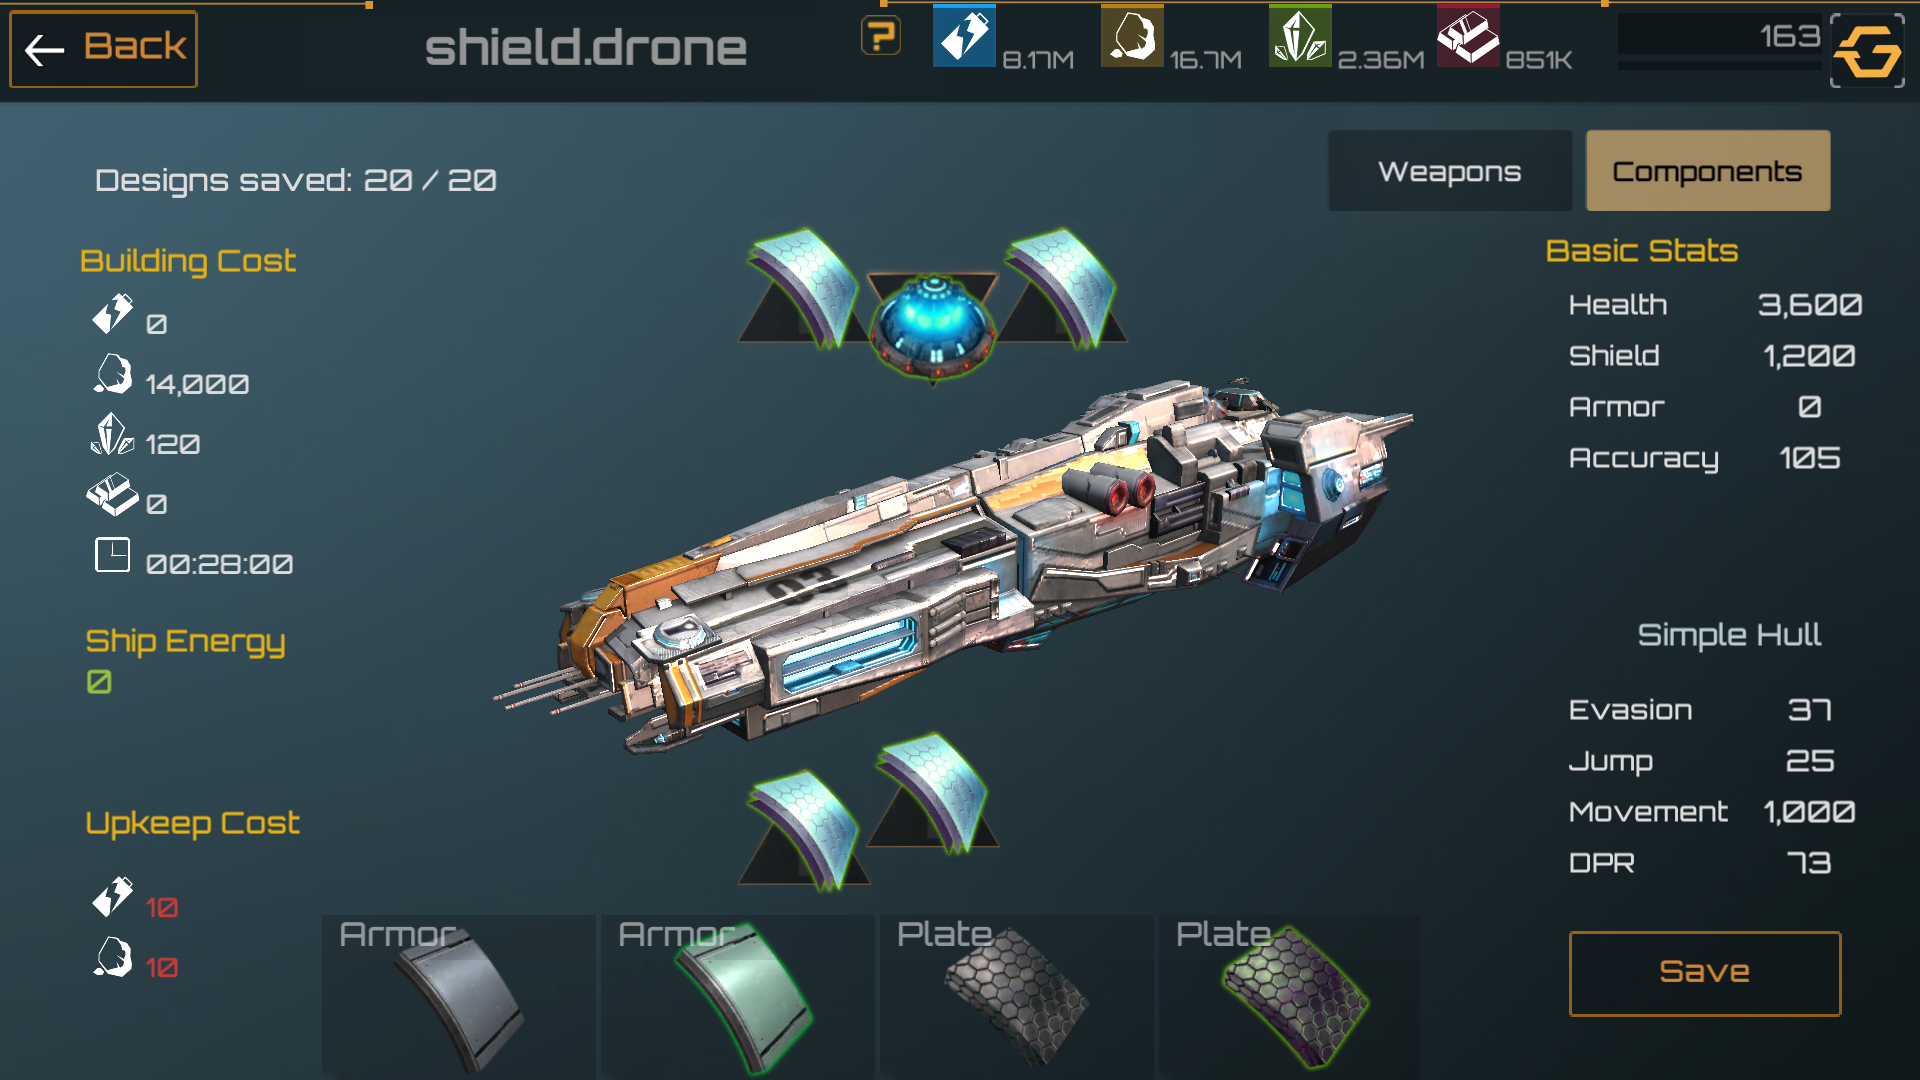 Back
shield.drone
?
8.17M
16.7M
2.36M
851K
163
Designs saved: 20 / 20
Weapons
Components
Building Cost
0
14,000
120
0
00:28:00
Ship Energy
0
Upkeep Cost
10
10
Basic Stats
Health 3,600
Shield 1,200
Armor 0
Accuracy 105
Simple Hull
Evasion 37
Jump 25
Movement 1,000
DPR 73
Armor
Armor
Plate
Plate
Save